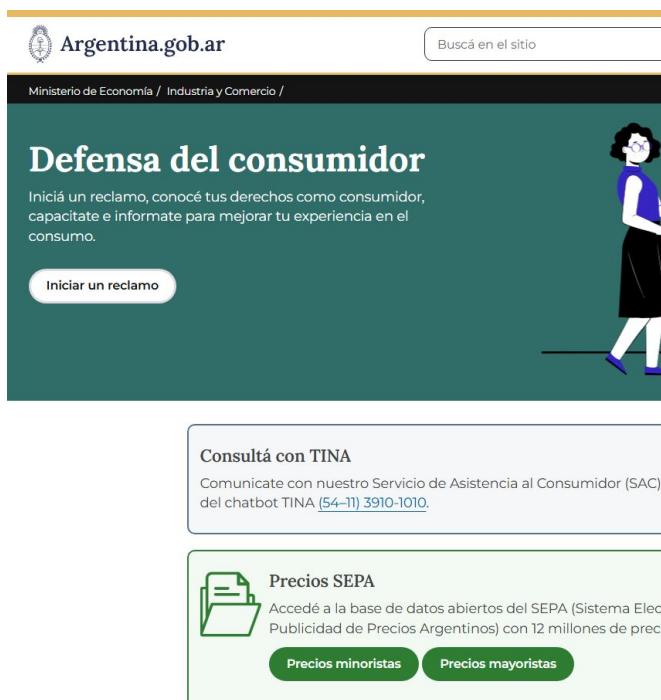 Argentina.gob.ar
Buscá en el sitio
Ministerio de Economía / Industria y Comercio /
Defensa del consumidor
Iniciá un reclamo, conocé tus derechos como consumidor,
capacitate e informate para mejorar tu experiencia en el
consumo.
Iniciar un reclamo
Consultá con TINA
Comunicate con nuestro Servicio de Asistencia al Consumidor (SAC)
del chatbot TINA (54–11) 3910-1010.
Precios SEPA
Accedé a la base de datos abiertos del SEPA (Sistema Elec
Publicidad de Precios Argentinos) con 12 millones de prec
Precios minoristas
Precios mayoristas